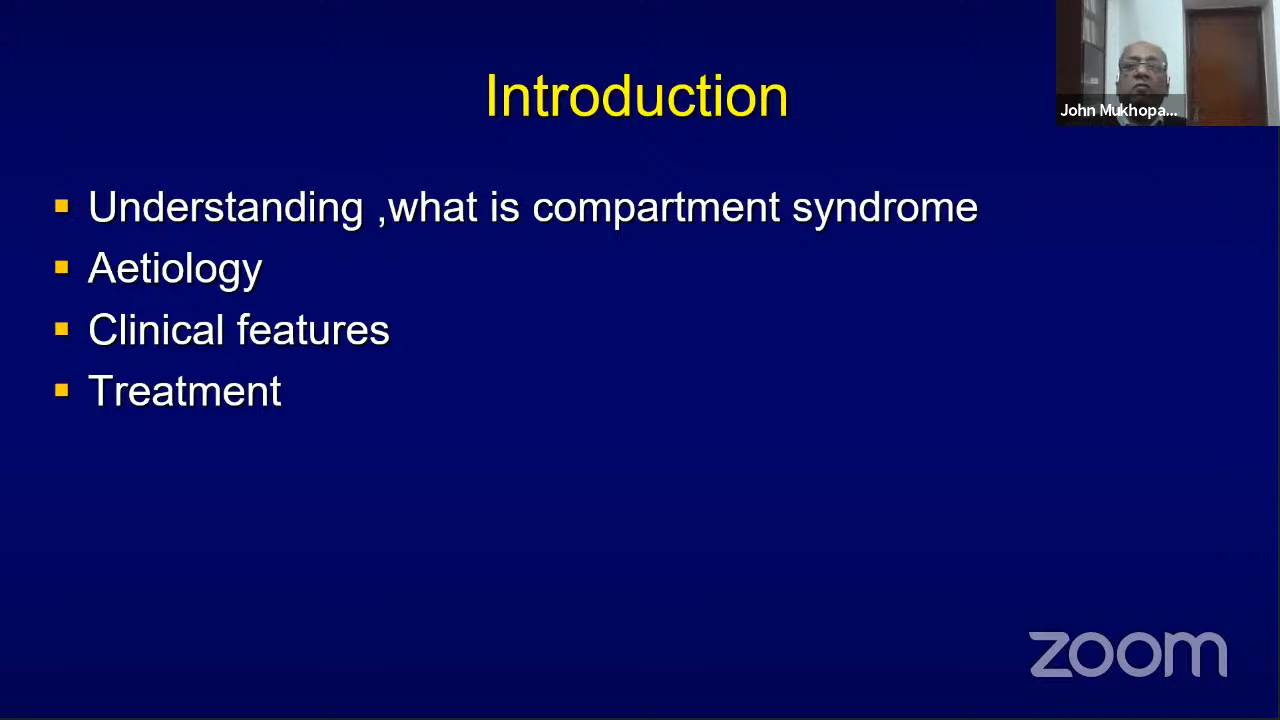 Introduction
John Mukhopa...
Understanding ,what is compartment syndrome
Aetiology
Clinical features
Treatment
zoom